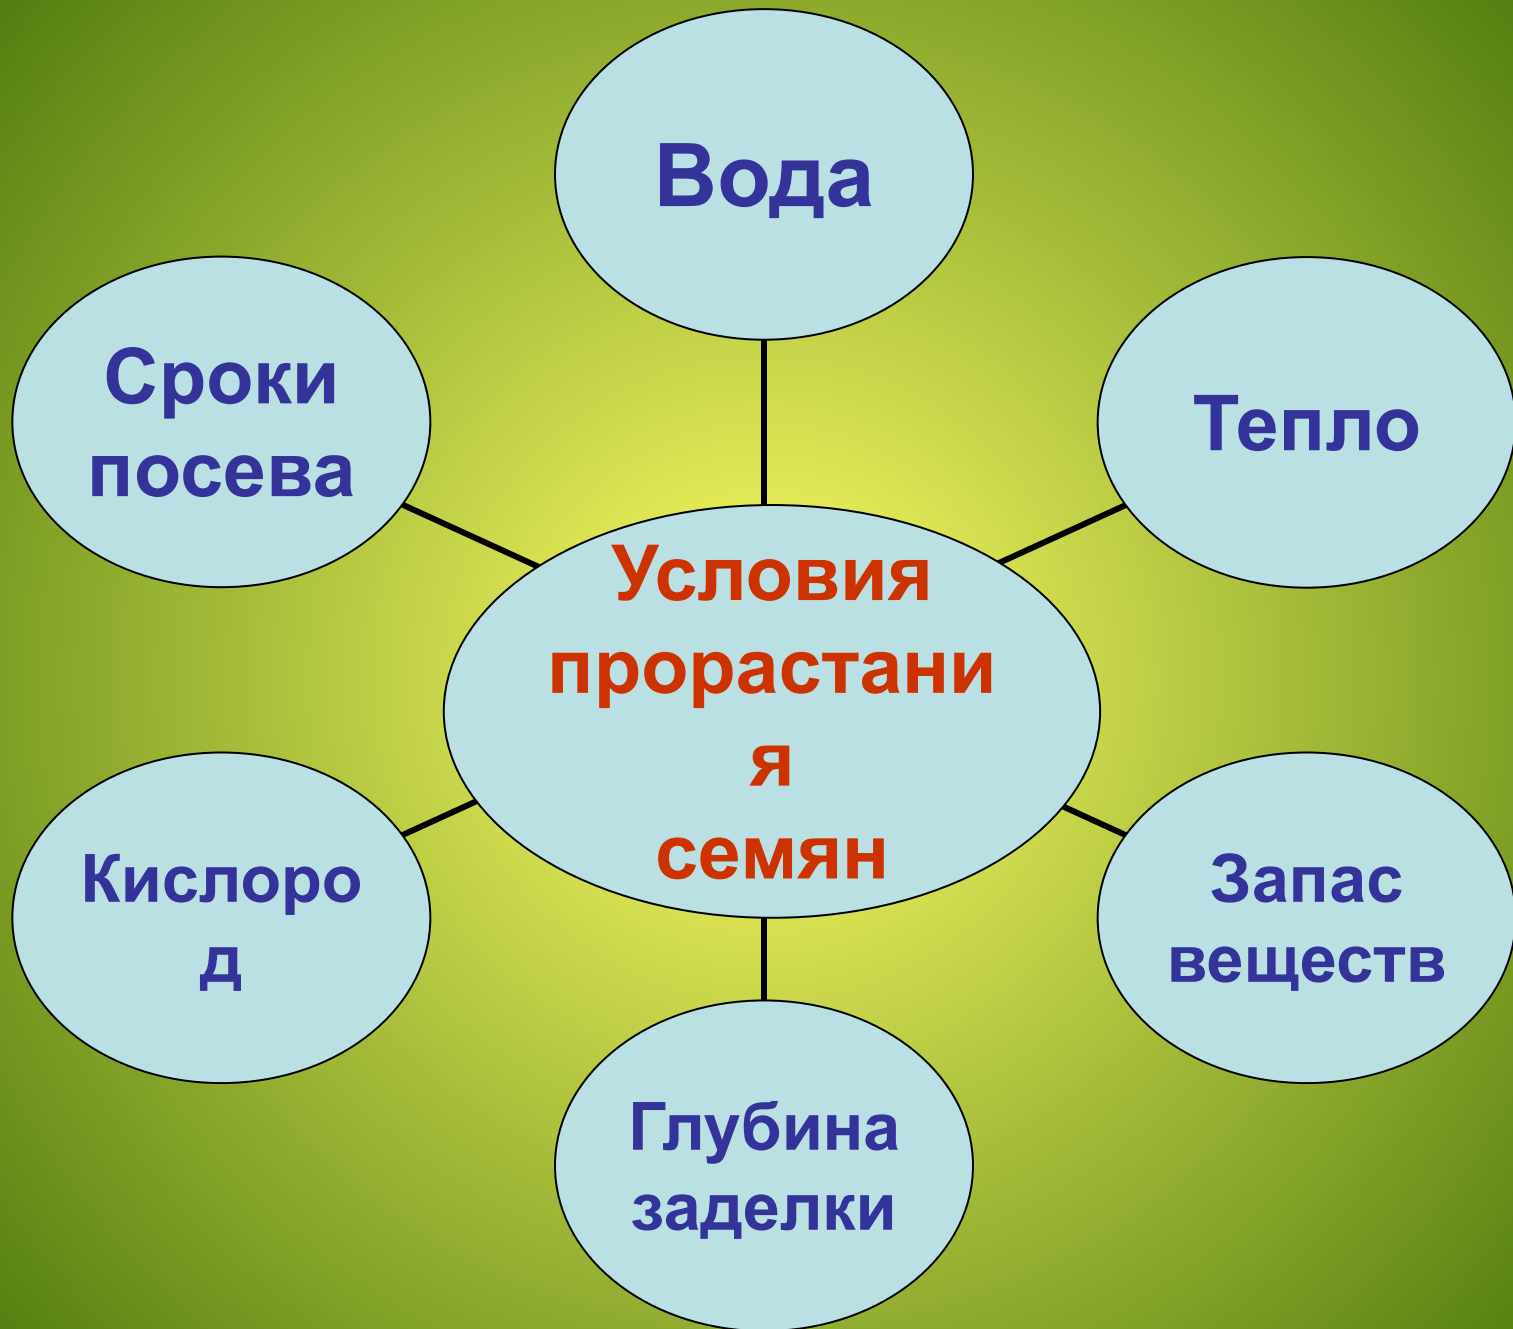 Вода
Сроки
посева
Тепло
Условия
прорастани
я
семян
Кислоро
д
Запас
веществ
Глубина
заделки